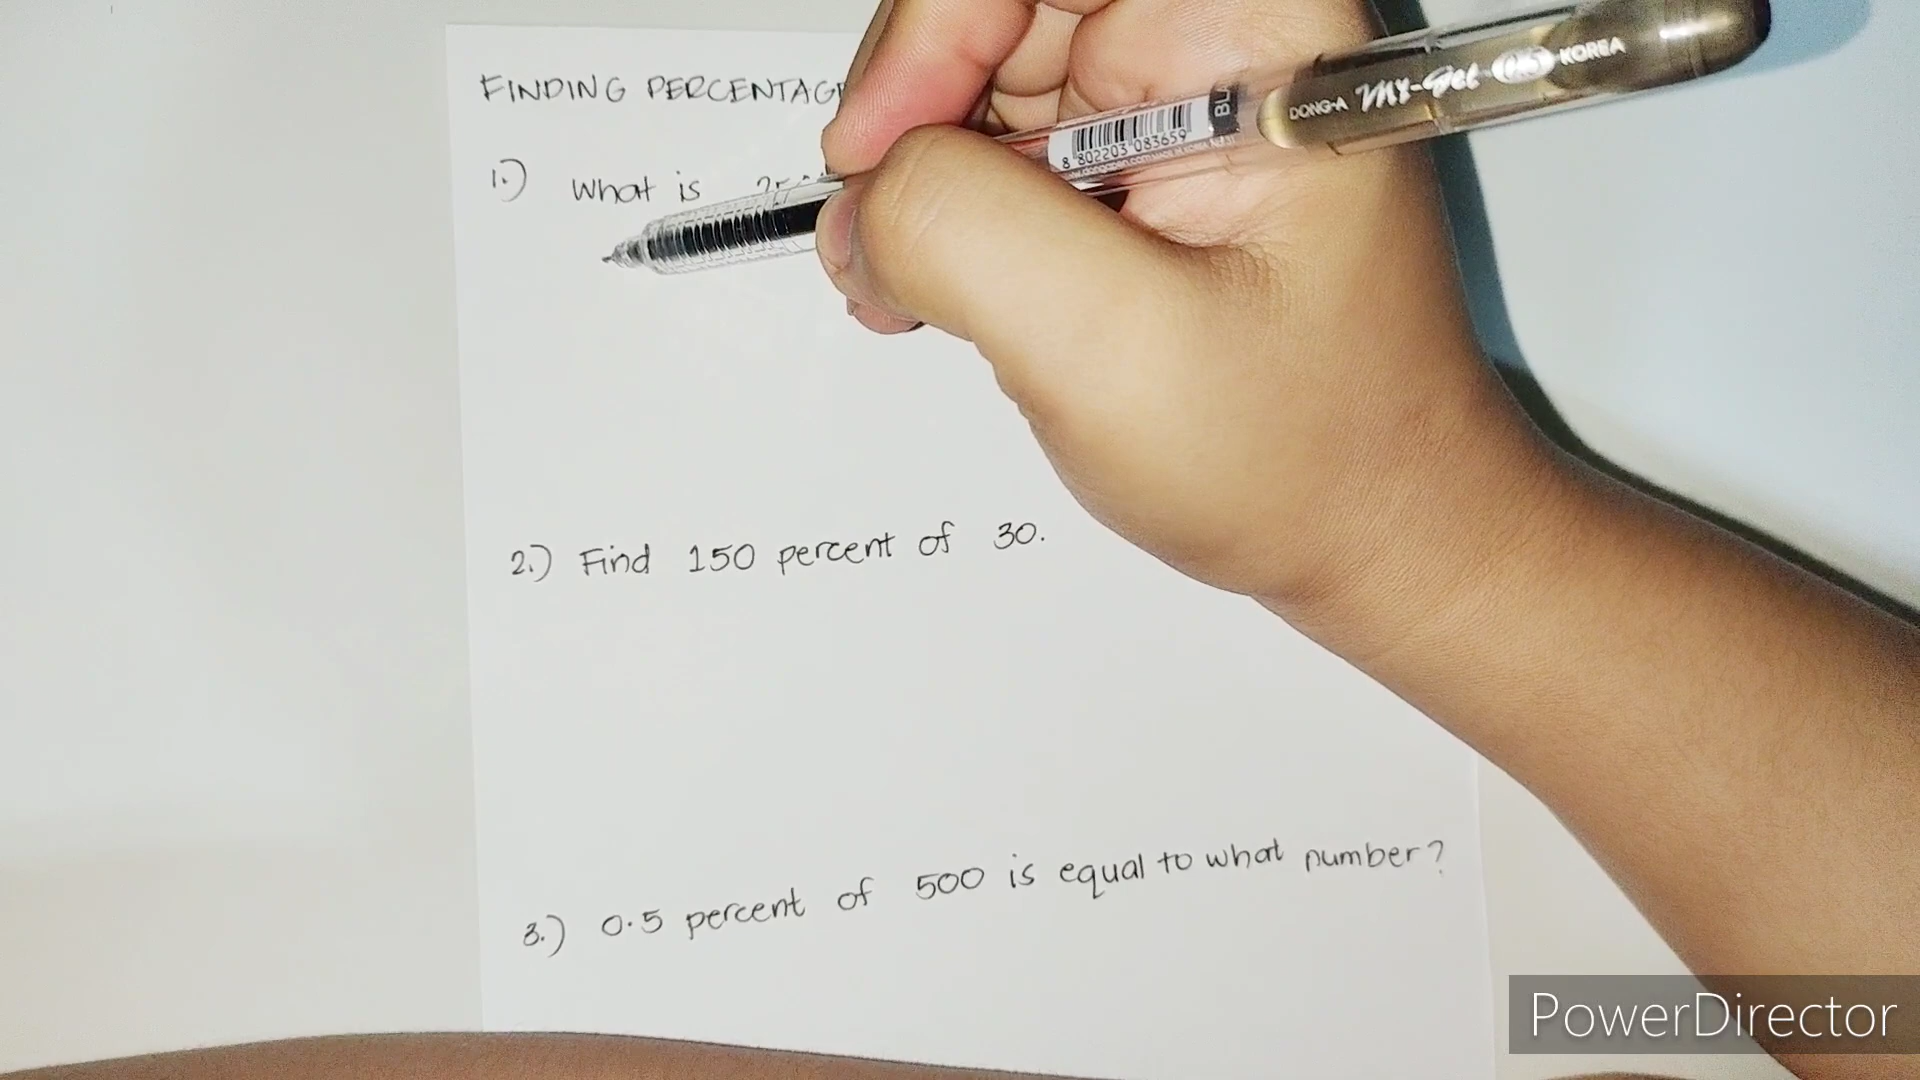 FINDING PERCENTAG
1.) What is
2.) Find 150 percent of 30.
3.) 0.5 percent of 500 is equal to what number?
DONG-A My-Gel KOREA
8 802203 083659
PowerDirector